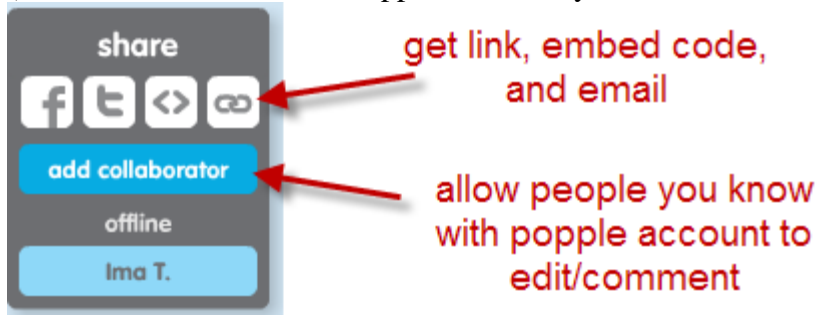 share
get link, embed code,
and email
f t <>
add collaborator
allow people you know
with popple account to
edit/comment
offline
Ima T.